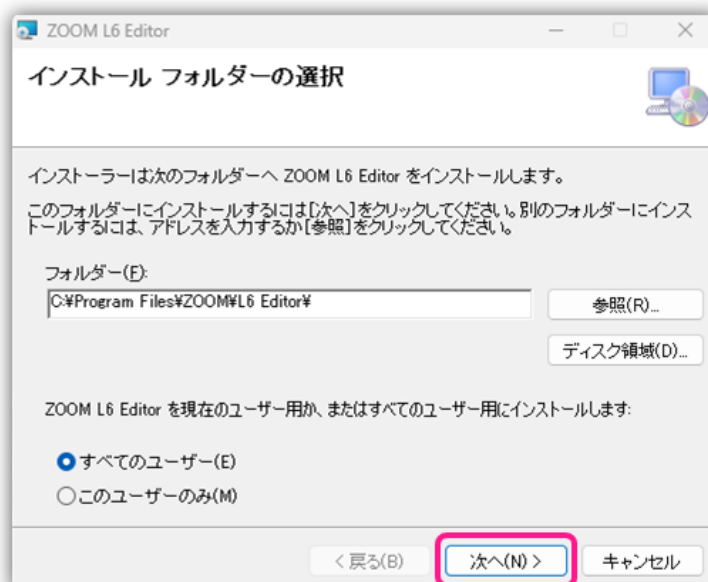 ZOOM L6 Editor
インストール フォルダーの選択
インストーラーは次のフォルダーへ ZOOM L6 Editor をインストールします。
このフォルダーにインストールするには[次へ]をクリックしてください。別のフォルダーにインス
トールするには、アドレスを入力するか[参照]をクリックしてください。
フォルダー(F):
C:¥Program Files¥ZOOM¥L6 Editor¥
参照(R)...
ディスク領域(D)...
ZOOM L6 Editor を現在のユーザー用か、またはすべてのユーザー用にインストールします:
すべてのユーザー(E)
このユーザーのみ(M)
< 戻る(B)
次へ(N) >
キャンセル